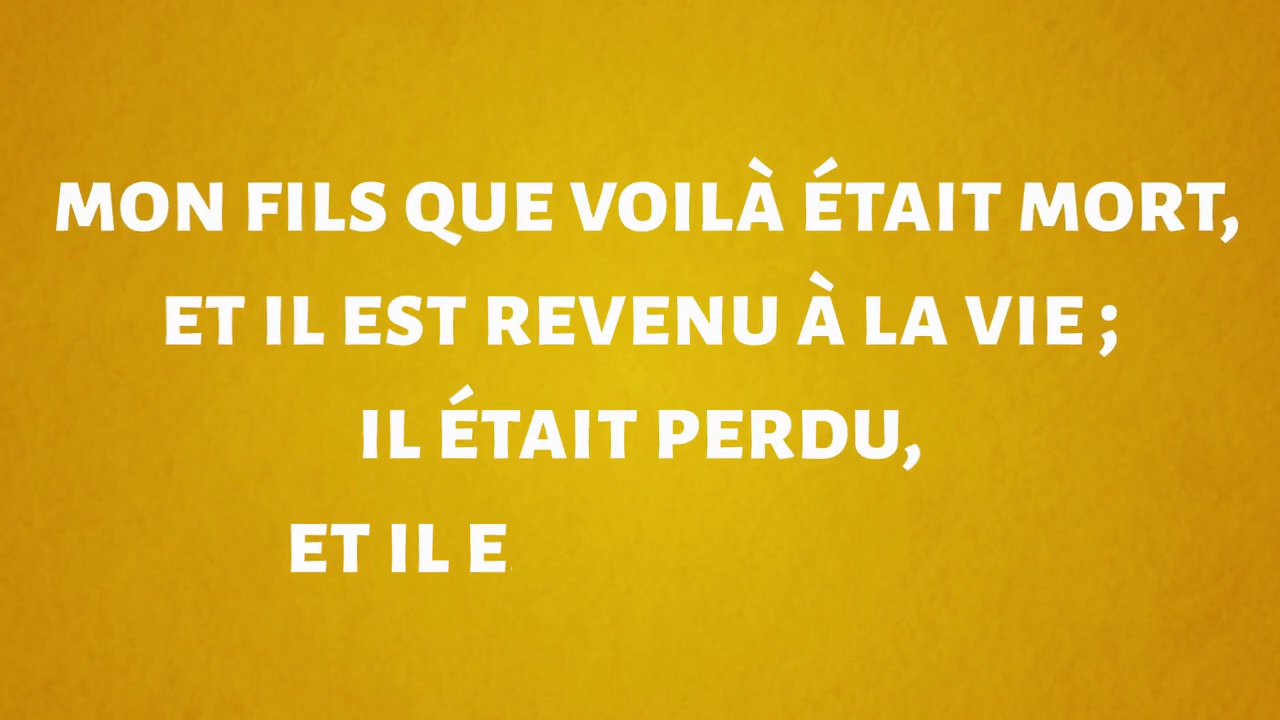 MON FILS QUE VOILÀ ÉTAIT MORT,
ET IL EST REVENU À LA VIE ;
IL ÉTAIT PERDU,
ET IL E